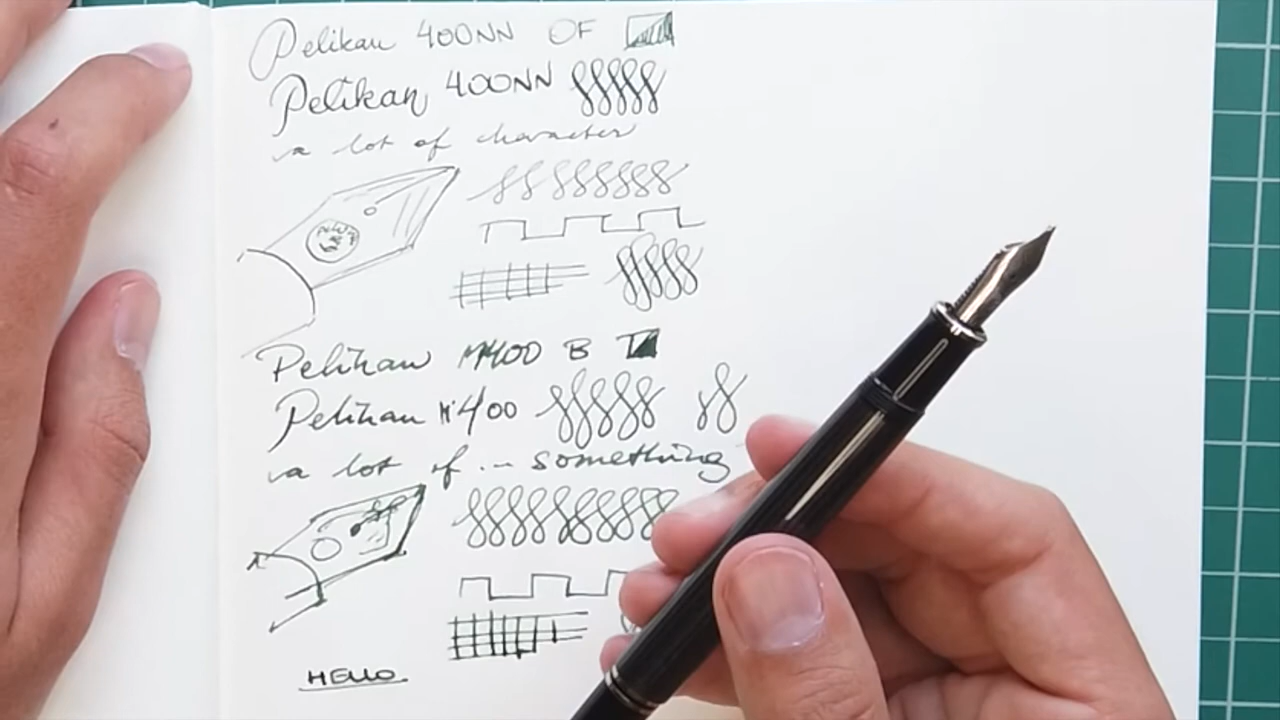 Pelikan 400NN OF
Pelikan 400NN
a lot of character
Pelikan M400 B
Pelikan M400
a lot of ... something
HELLO